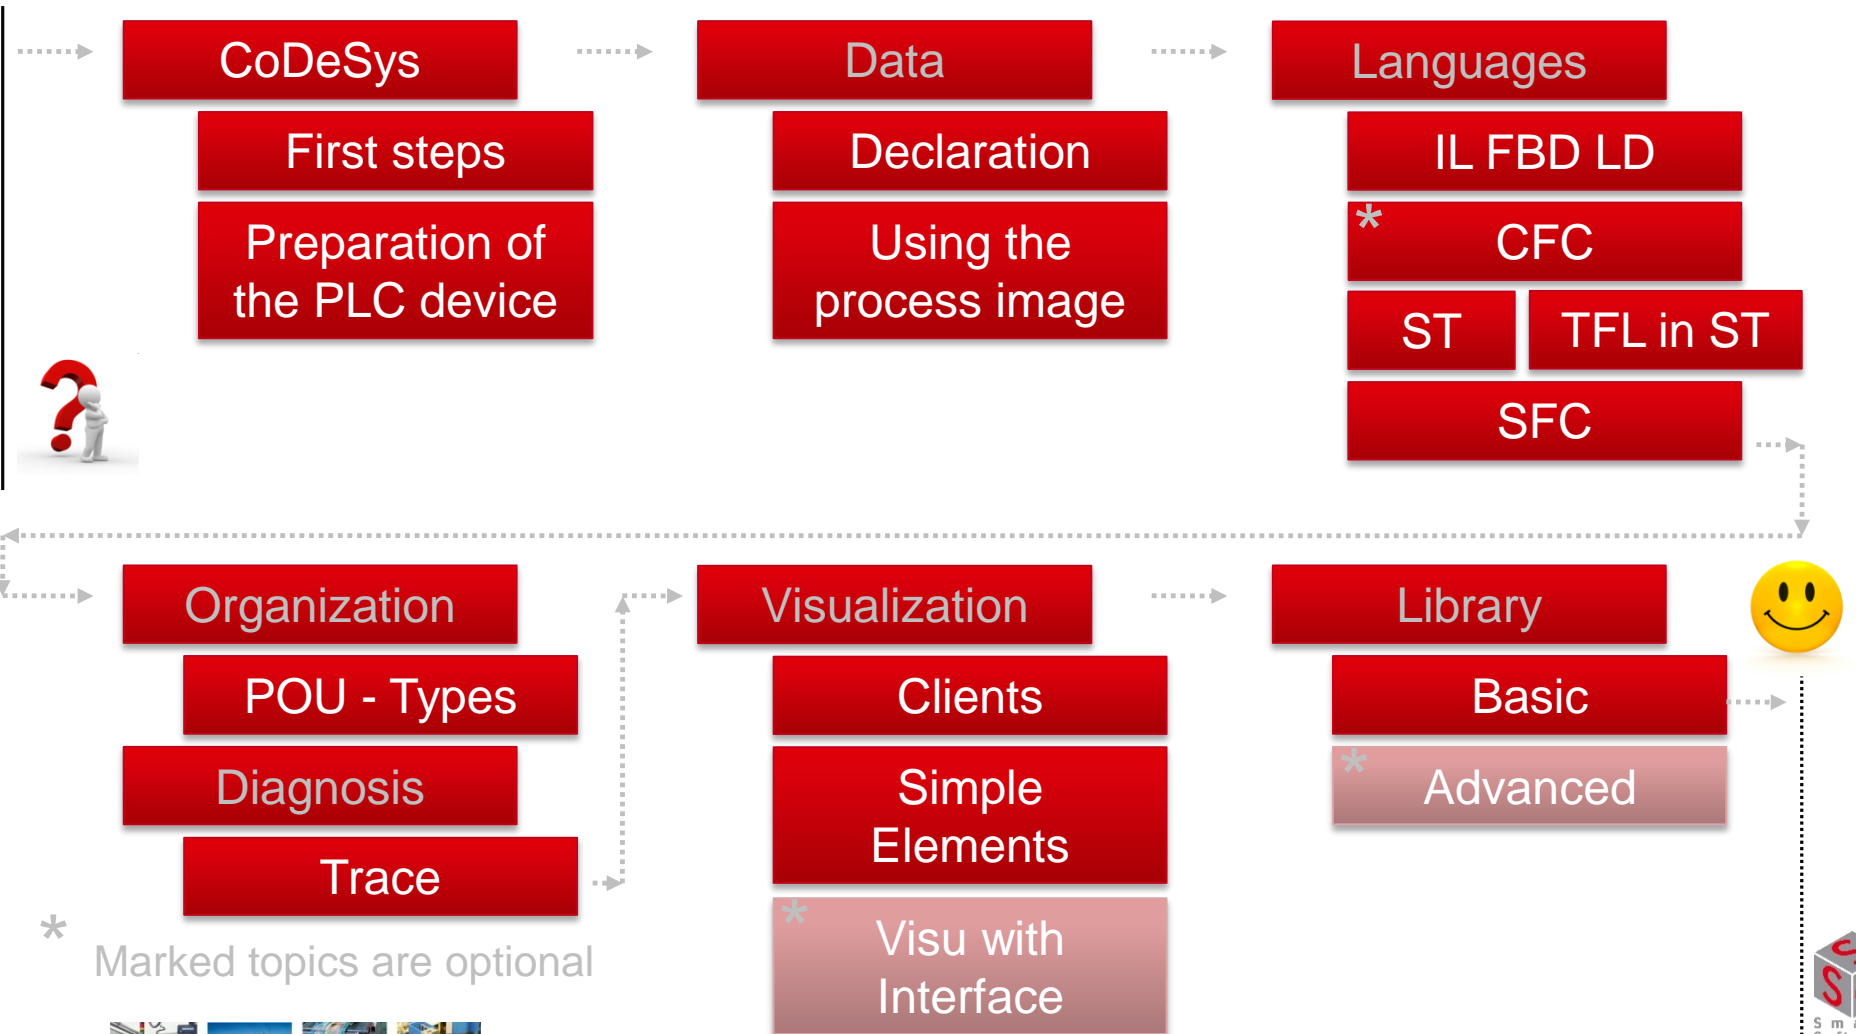 CoDeSys
First steps
Preparation of
the PLC device
Data
Declaration
Using the
process image
Languages
IL FBD LD
* CFC
ST
TFL in ST
SFC
Organization
POU - Types
Diagnosis
Trace
Visualization
Clients
Simple
Elements
* Visu with
Interface
Library
Basic
* Advanced
* Marked topics are optional